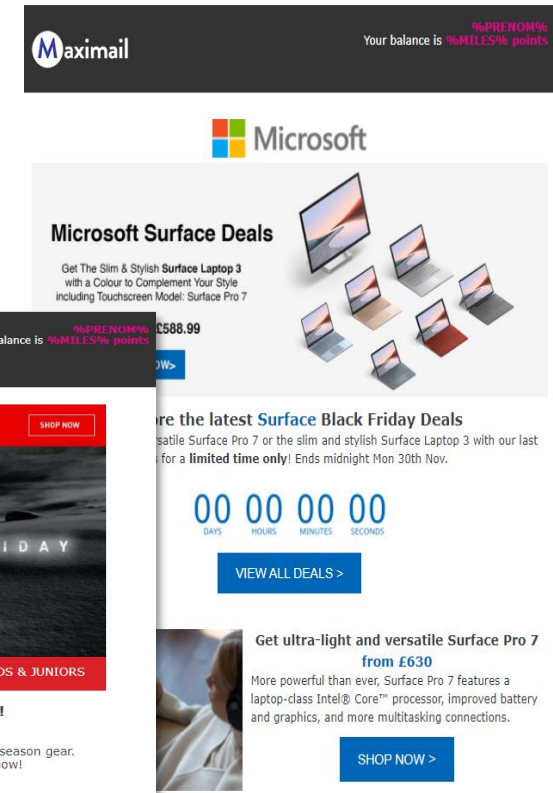 Maximail
%PRENOM%
Your balance is %MILES% points
Microsoft
Microsoft Surface Deals
Get The Slim & Stylish Surface Laptop 3
with a Colour to Complement Your Style
including Touchscreen Model: Surface Pro 7
£588.99
OW>
re the latest Surface Black Friday Deals
rsatile Surface Pro 7 or the slim and stylish Surface Laptop 3 with our last
s for a limited time only! Ends midnight Mon 30th Nov.
00 00 00 00
DAYS HOURS MINUTES SECONDS
VIEW ALL DEALS >
Get ultra-light and versatile Surface Pro 7
from £630
More powerful than ever, Surface Pro 7 features a
laptop-class Intel® Core™ processor, improved battery
and graphics, and more multitasking connections.
SHOP NOW >
%PRENOM%
alance is %MILES% points
SHOP NOW
I D A Y
DS & JUNIORS
!
season gear.
now!